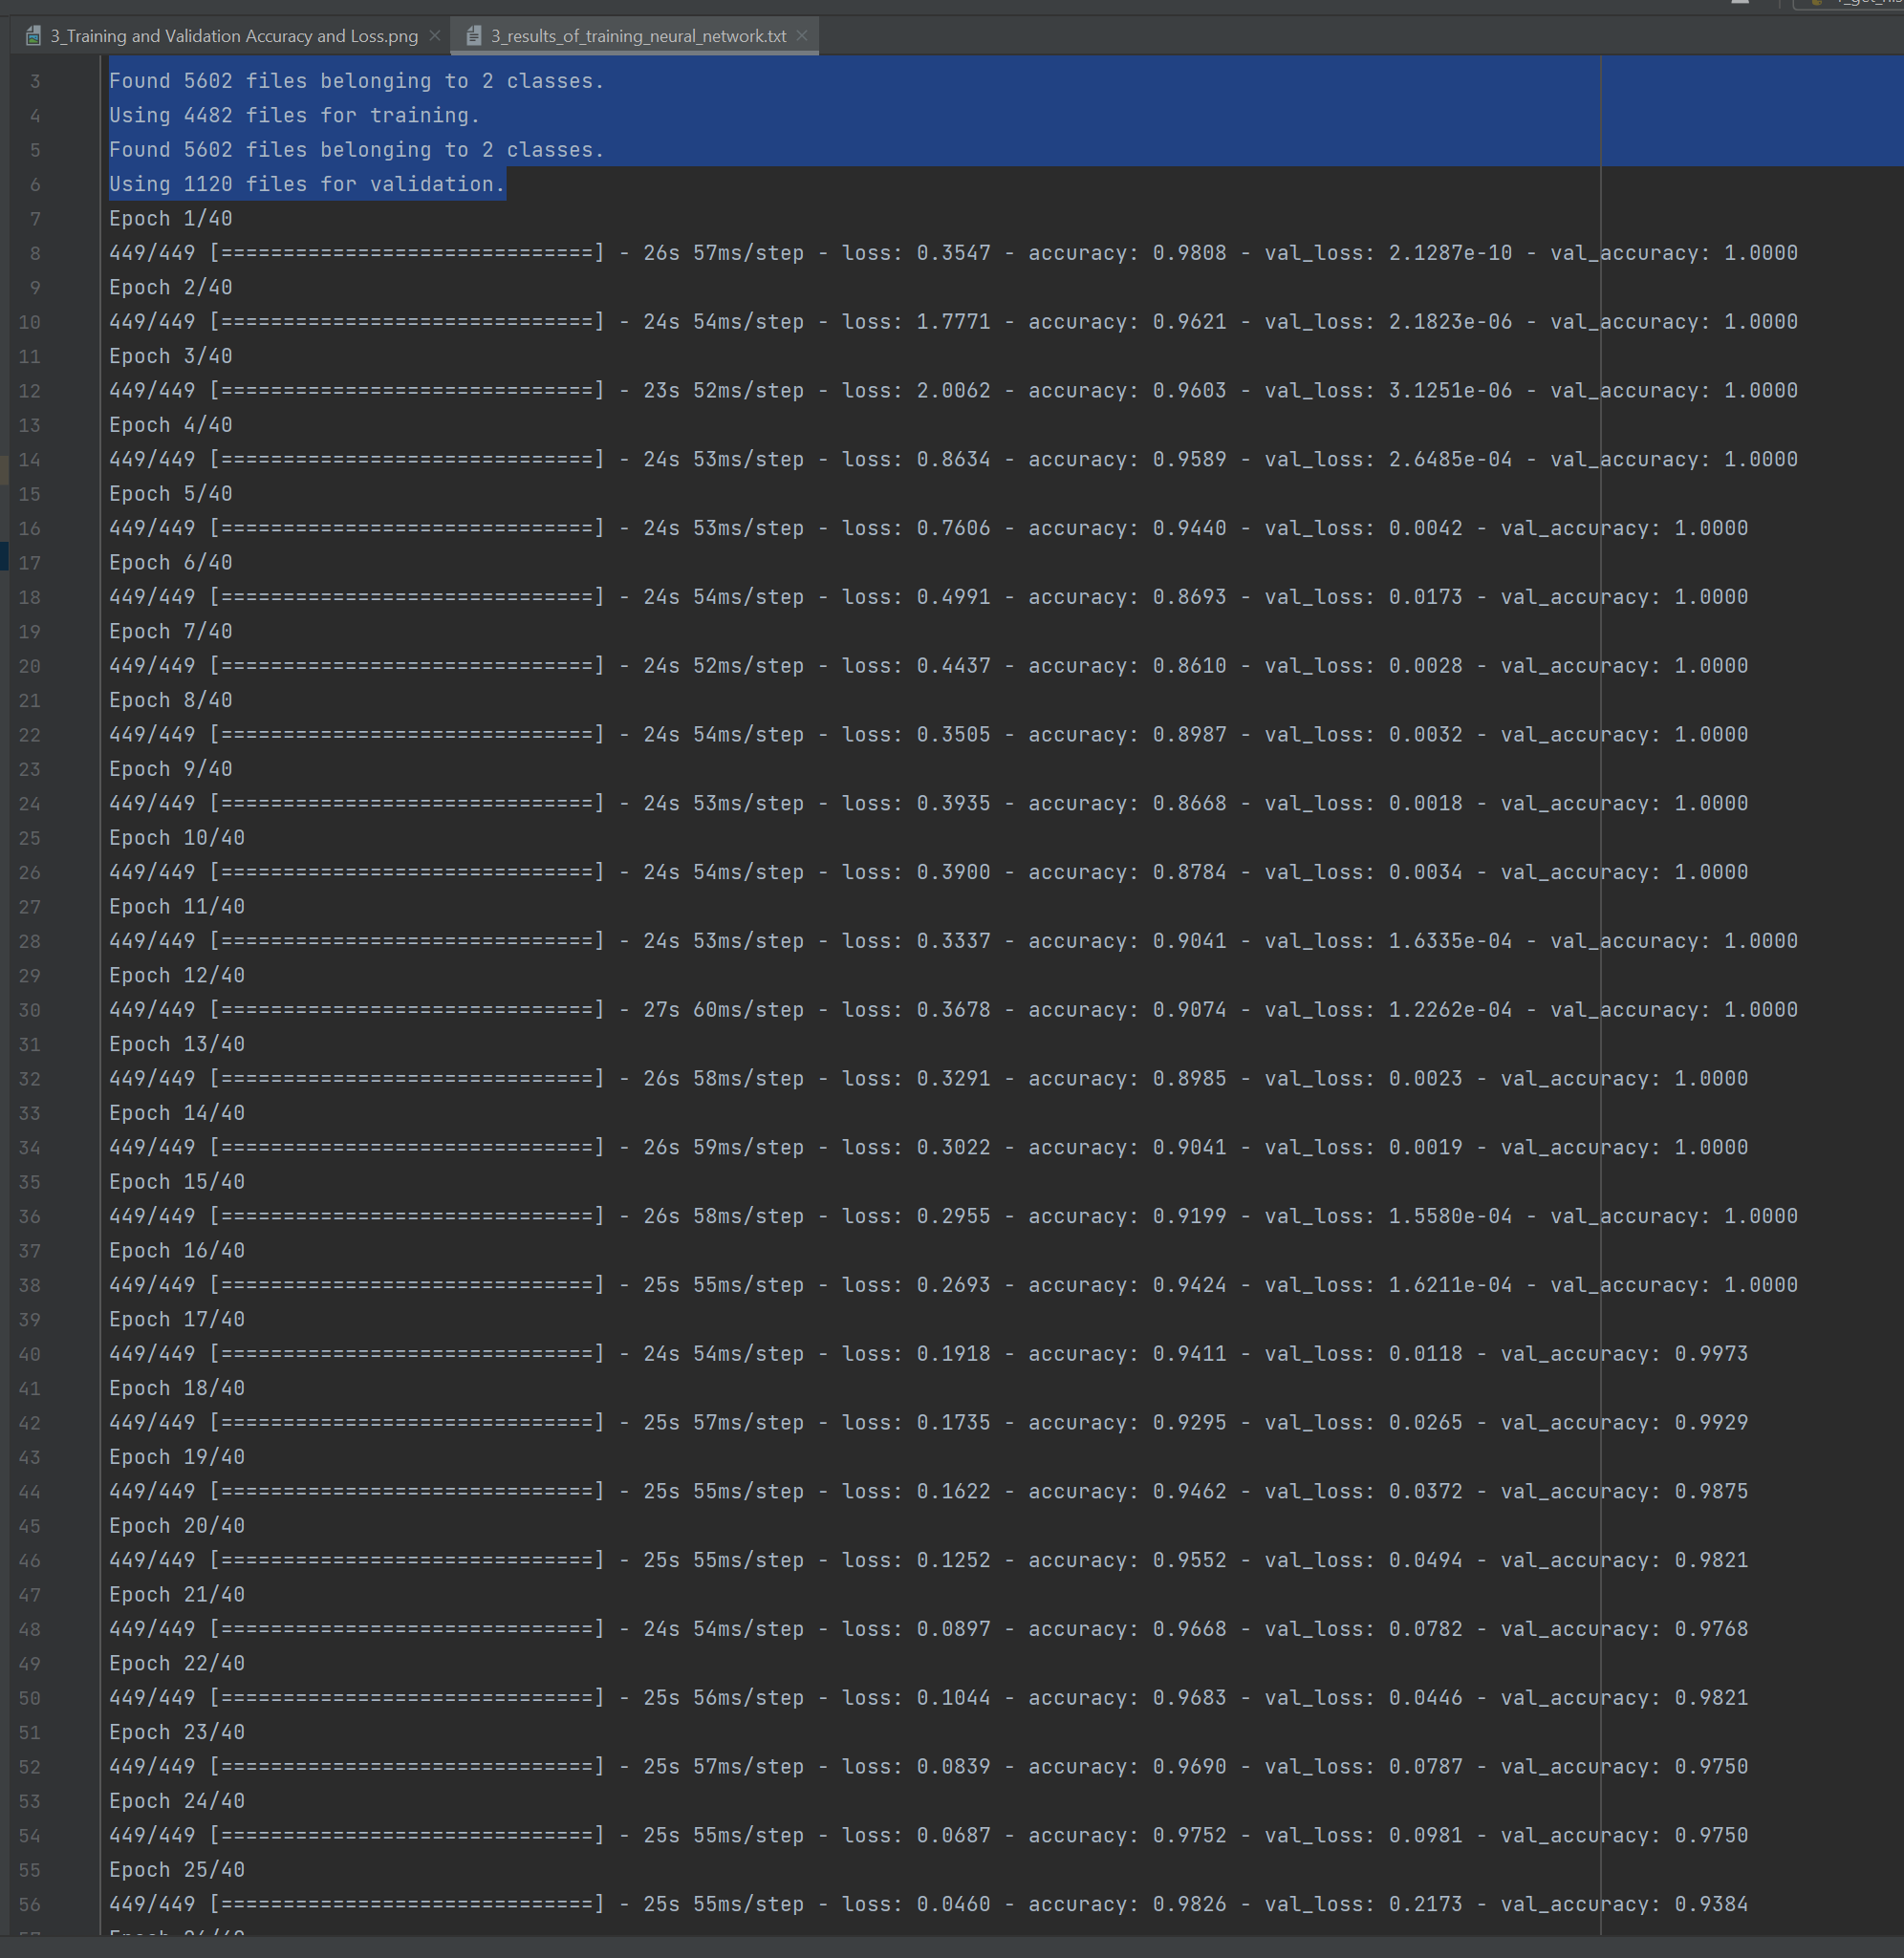 3_Training and Validation Accuracy and Loss.png
3_results_of_training_neural_network.txt
3 Found 5602 files belonging to 2 classes.
4 Using 4482 files for training.
5 Found 5602 files belonging to 2 classes.
6 Using 1120 files for validation.
7 Epoch 1/40
8 449/449 [==============================] - 26s 57ms/step - loss: 0.3547 - accuracy: 0.9808 - val_loss: 2.1287e-10 - val_accuracy: 1.0000
9 Epoch 2/40
10 449/449 [==============================] - 24s 54ms/step - loss: 1.7771 - accuracy: 0.9621 - val_loss: 2.1823e-06 - val_accuracy: 1.0000
11 Epoch 3/40
12 449/449 [==============================] - 23s 52ms/step - loss: 2.0062 - accuracy: 0.9603 - val_loss: 3.1251e-06 - val_accuracy: 1.0000
13 Epoch 4/40
14 449/449 [==============================] - 24s 53ms/step - loss: 0.8634 - accuracy: 0.9589 - val_loss: 2.6485e-04 - val_accuracy: 1.0000
15 Epoch 5/40
16 449/449 [==============================] - 24s 53ms/step - loss: 0.7606 - accuracy: 0.9440 - val_loss: 0.0042 - val_accuracy: 1.0000
17 Epoch 6/40
18 449/449 [==============================] - 24s 54ms/step - loss: 0.4991 - accuracy: 0.8693 - val_loss: 0.0173 - val_accuracy: 1.0000
19 Epoch 7/40
20 449/449 [==============================] - 24s 52ms/step - loss: 0.4437 - accuracy: 0.8610 - val_loss: 0.0028 - val_accuracy: 1.0000
21 Epoch 8/40
22 449/449 [==============================] - 24s 54ms/step - loss: 0.3505 - accuracy: 0.8987 - val_loss: 0.0032 - val_accuracy: 1.0000
23 Epoch 9/40
24 449/449 [==============================] - 24s 53ms/step - loss: 0.3935 - accuracy: 0.8668 - val_loss: 0.0018 - val_accuracy: 1.0000
25 Epoch 10/40
26 449/449 [==============================] - 24s 54ms/step - loss: 0.3900 - accuracy: 0.8784 - val_loss: 0.0034 - val_accuracy: 1.0000
27 Epoch 11/40
28 449/449 [==============================] - 24s 53ms/step - loss: 0.3337 - accuracy: 0.9041 - val_loss: 1.6335e-04 - val_accuracy: 1.0000
29 Epoch 12/40
30 449/449 [==============================] - 27s 60ms/step - loss: 0.3678 - accuracy: 0.9074 - val_loss: 1.2262e-04 - val_accuracy: 1.0000
31 Epoch 13/40
32 449/449 [==============================] - 26s 58ms/step - loss: 0.3291 - accuracy: 0.8985 - val_loss: 0.0023 - val_accuracy: 1.0000
33 Epoch 14/40
34 449/449 [==============================] - 26s 59ms/step - loss: 0.3022 - accuracy: 0.9041 - val_loss: 0.0019 - val_accuracy: 1.0000
35 Epoch 15/40
36 449/449 [==============================] - 26s 58ms/step - loss: 0.2955 - accuracy: 0.9199 - val_loss: 1.5580e-04 - val_accuracy: 1.0000
37 Epoch 16/40
38 449/449 [==============================] - 25s 55ms/step - loss: 0.2693 - accuracy: 0.9424 - val_loss: 1.6211e-04 - val_accuracy: 1.0000
39 Epoch 17/40
40 449/449 [==============================] - 24s 54ms/step - loss: 0.1918 - accuracy: 0.9411 - val_loss: 0.0118 - val_accuracy: 0.9973
41 Epoch 18/40
42 449/449 [==============================] - 25s 57ms/step - loss: 0.1735 - accuracy: 0.9295 - val_loss: 0.0265 - val_accuracy: 0.9929
43 Epoch 19/40
44 449/449 [==============================] - 25s 55ms/step - loss: 0.1622 - accuracy: 0.9462 - val_loss: 0.0372 - val_accuracy: 0.9875
45 Epoch 20/40
46 449/449 [==============================] - 25s 55ms/step - loss: 0.1252 - accuracy: 0.9552 - val_loss: 0.0494 - val_accuracy: 0.9821
47 Epoch 21/40
48 449/449 [==============================] - 24s 54ms/step - loss: 0.0897 - accuracy: 0.9668 - val_loss: 0.0782 - val_accuracy: 0.9768
49 Epoch 22/40
50 449/449 [==============================] - 25s 56ms/step - loss: 0.1044 - accuracy: 0.9683 - val_loss: 0.0446 - val_accuracy: 0.9821
51 Epoch 23/40
52 449/449 [==============================] - 25s 57ms/step - loss: 0.0839 - accuracy: 0.9690 - val_loss: 0.0787 - val_accuracy: 0.9750
53 Epoch 24/40
54 449/449 [==============================] - 25s 55ms/step - loss: 0.0687 - accuracy: 0.9752 - val_loss: 0.0981 - val_accuracy: 0.9750
55 Epoch 25/40
56 449/449 [==============================] - 25s 55ms/step - loss: 0.0460 - accuracy: 0.9826 - val_loss: 0.2173 - val_accuracy: 0.9384